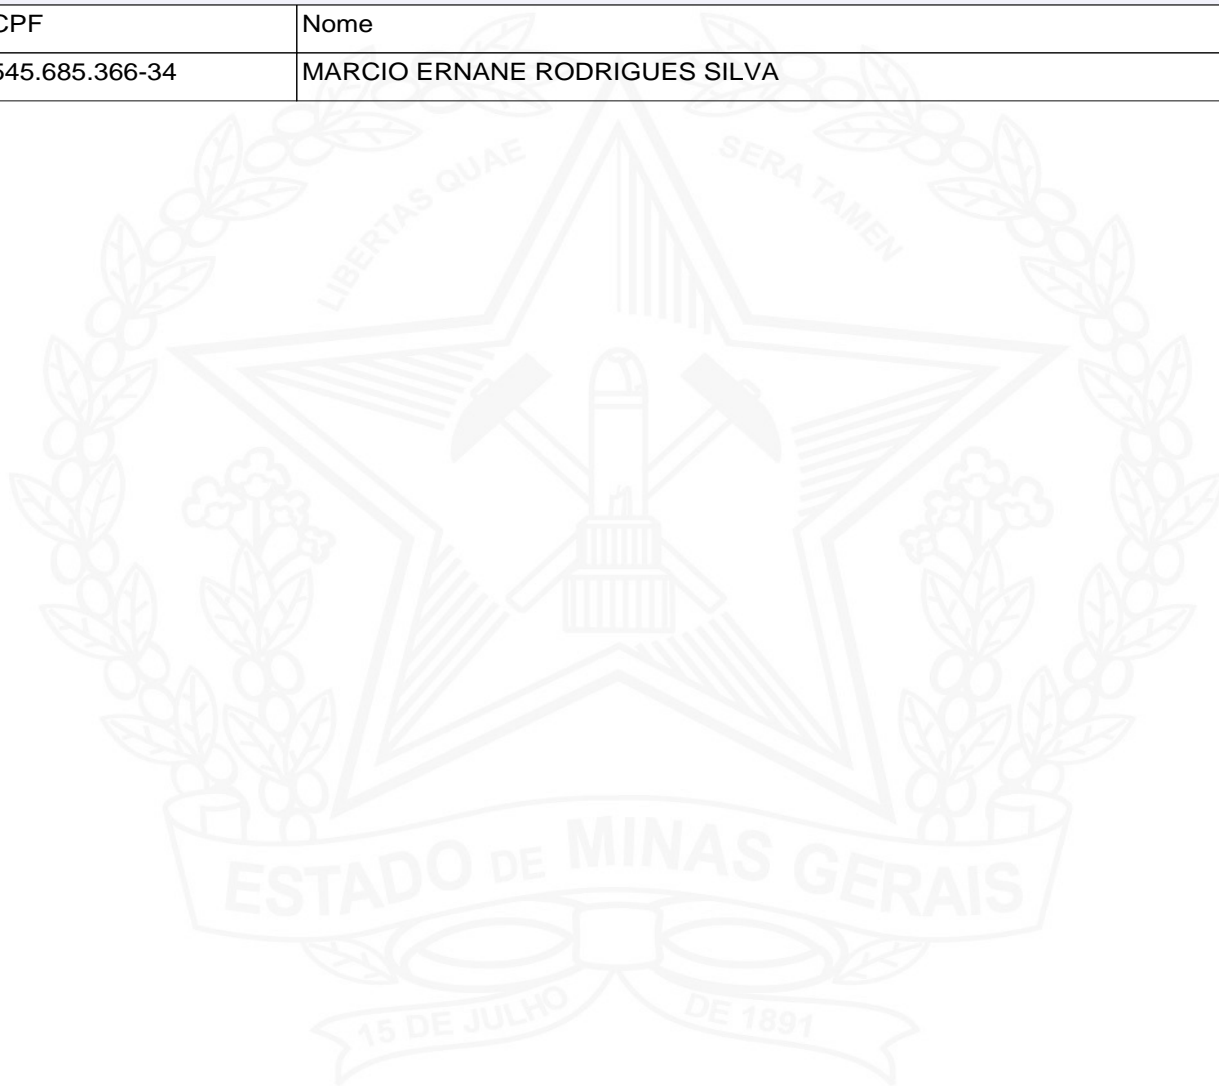 CPF Nome
545.685.366-34 MARCIO ERNANE RODRIGUES SILVA
LIBERTAS QUAE SERA TAMEN
ESTADO DE MINAS GERAIS
15 DE JULHO DE 1891